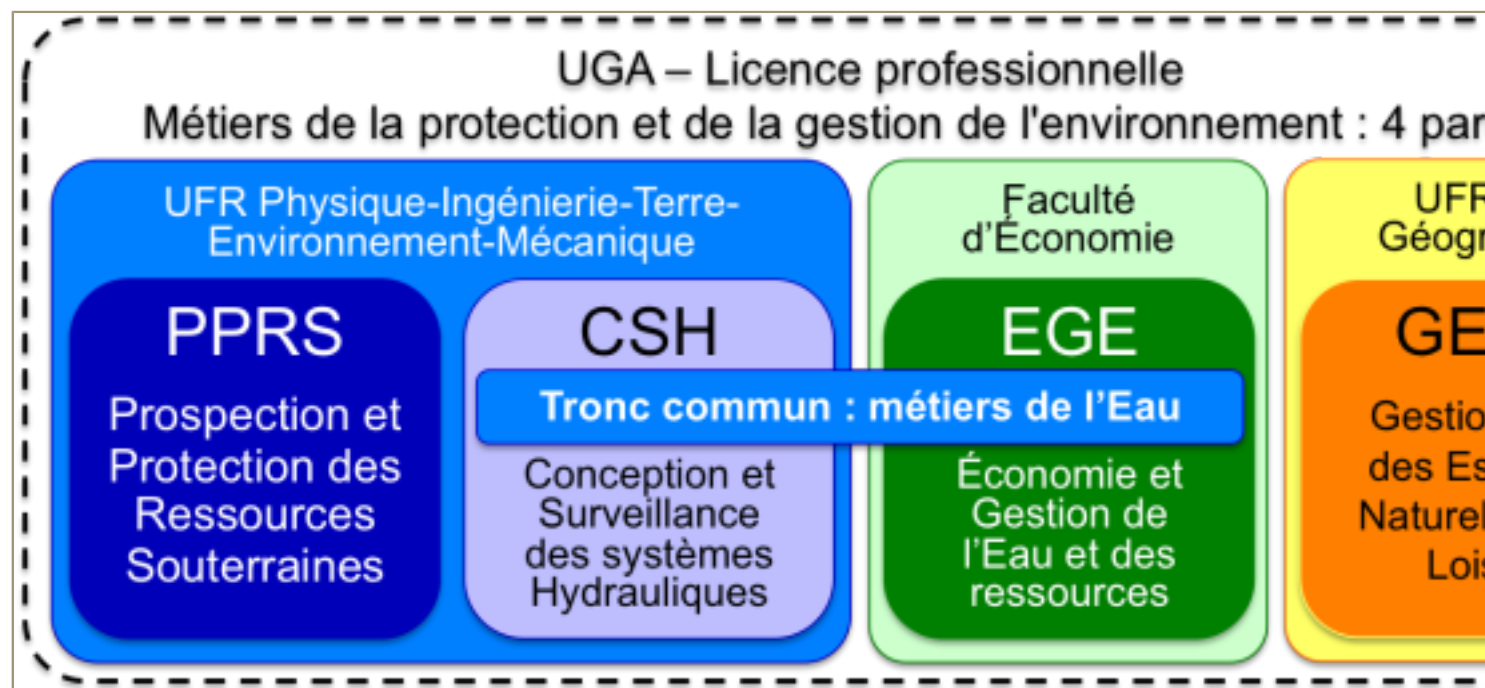 UGA – Licence professionnelle
Métiers de la protection et de la gestion de l'environnement : 4
UFR Physique-Ingénierie-Terre-
Environnement-Mécanique
PPRS
Prospection et
Protection des
Ressources
Souterraines
CSH
Tronc commun : métiers de l’Eau
Conception et
Surveillance
des systèmes
Hydrauliques
Faculté
d’Économie
EGE
Économie et
Gestion de
l’Eau et des
ressources
UFR
des